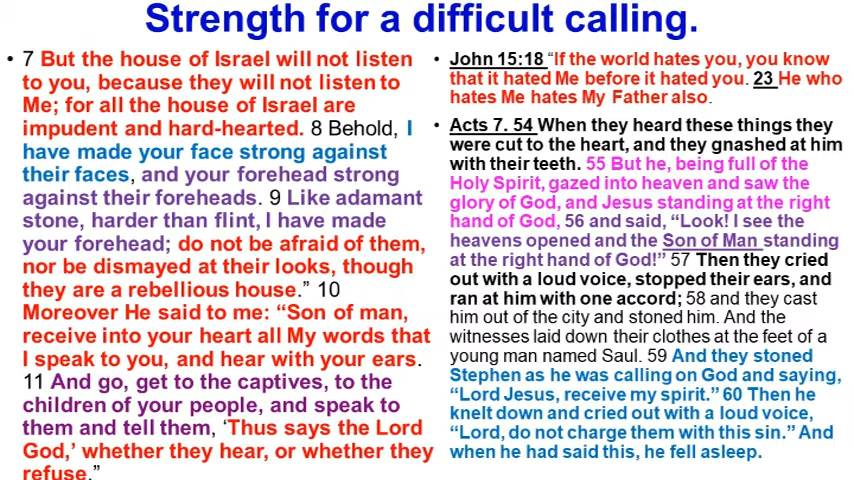 Strength for a difficult calling.
• 7 But the house of Israel will not listen
to you, because they will not listen to
Me; for all the house of Israel are
impudent and hard-hearted. 8 Behold, I
have made your face strong against
their faces, and your forehead strong
against their foreheads. 9 Like adamant
stone, harder than flint, I have made
your forehead; do not be afraid of them,
nor be dismayed at their looks, though
they are a rebellious house.” 10
Moreover He said to me: “Son of man,
receive into your heart all My words that
I speak to you, and hear with your ears.
11 And go, get to the captives, to the
children of your people, and speak to
them and tell them, ‘Thus says the Lord
God,’ whether they hear, or whether they
refuse.”
• John 15:18 “If the world hates you, you know
that it hated Me before it hated you. 23 He who
hates Me hates My Father also.
• Acts 7. 54 When they heard these things they
were cut to the heart, and they gnashed at him
with their teeth. 55 But he, being full of the
Holy Spirit, gazed into heaven and saw the
glory of God, and Jesus standing at the right
hand of God, 56 and said, “Look! I see the
heavens opened and the Son of Man standing
at the right hand of God!” 57 Then they cried
out with a loud voice, stopped their ears, and
ran at him with one accord; 58 and they cast
him out of the city and stoned him. And the
witnesses laid down their clothes at the feet of a
young man named Saul. 59 And they stoned
Stephen as he was calling on God and saying,
“Lord Jesus, receive my spirit.” 60 Then he
knelt down and cried out with a loud voice,
“Lord, do not charge them with this sin.” And
when he had said this, he fell asleep.